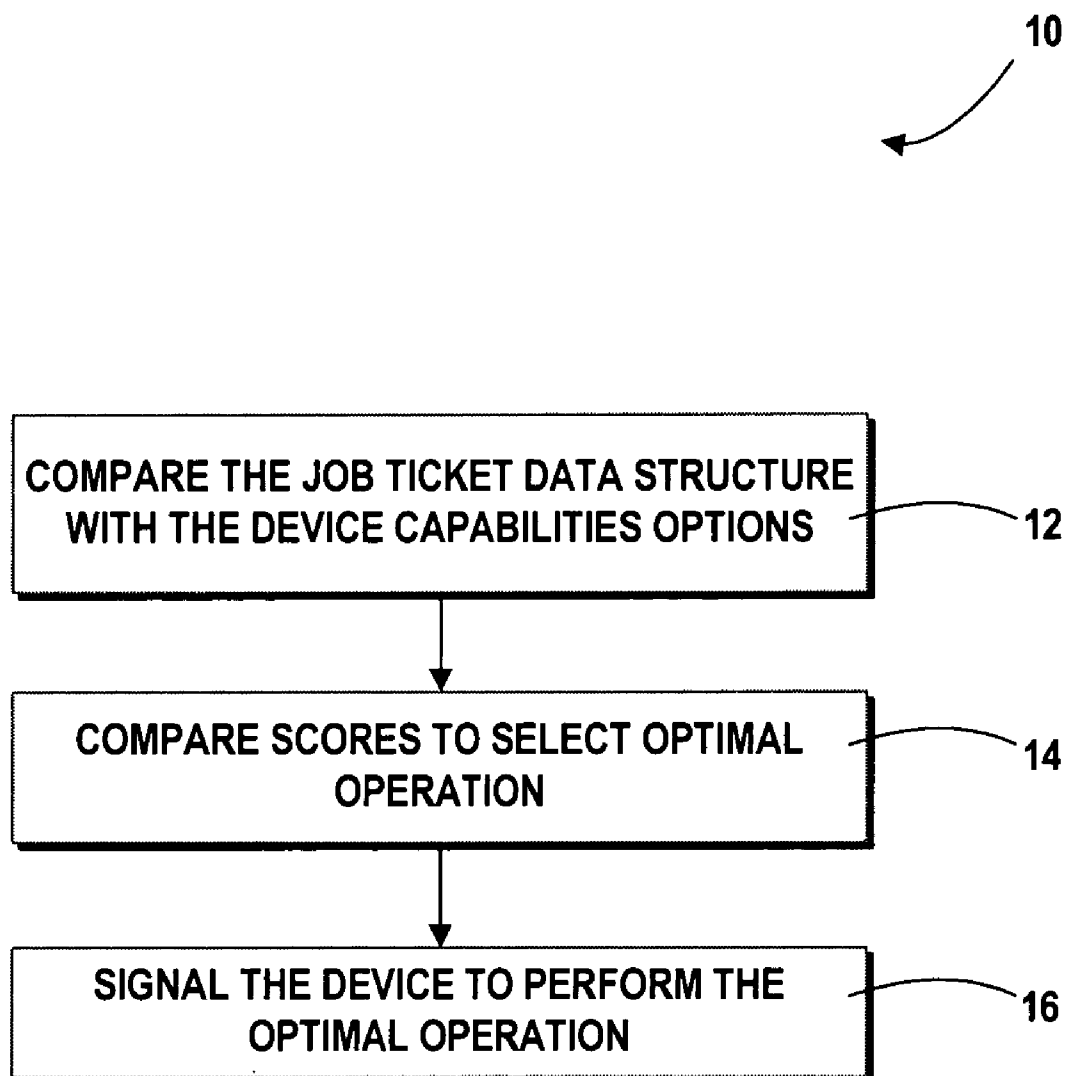 10
COMPARE THE JOB TICKET DATA STRUCTURE
WITH THE DEVICE CAPABILITIES OPTIONS
12
COMPARE SCORES TO SELECT OPTIMAL
OPERATION
14
SIGNAL THE DEVICE TO PERFORM THE
OPTIMAL OPERATION
16